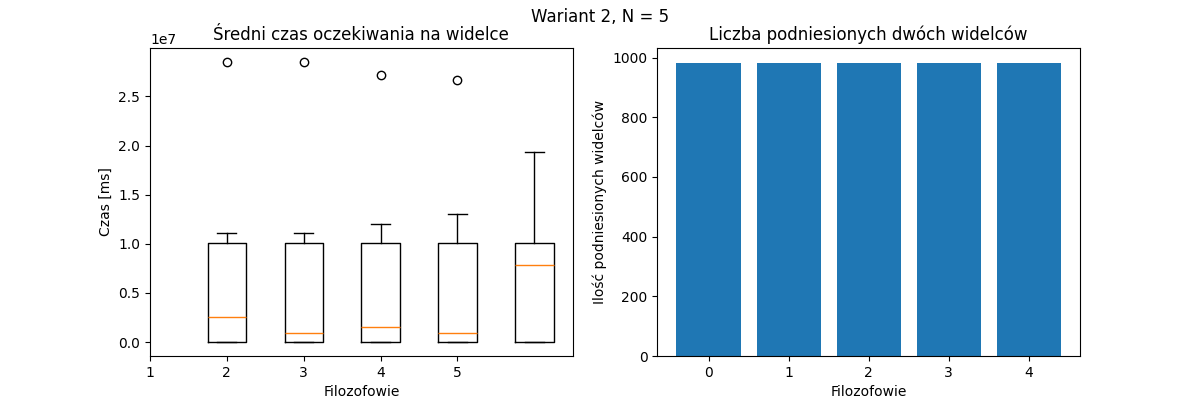 Wariant 2, N = 5
Średni czas oczekiwania na widelce
1e7
2.5
2.0
1.5
1.0
0.5
0.0
Czas [ms]
1 2 3 4 5
Filozofowie
Liczba podniesionych dwóch widelców
1000
800
600
400
200
0
Ilość podniesionych widelców
0 1 2 3 4
Filozofowie